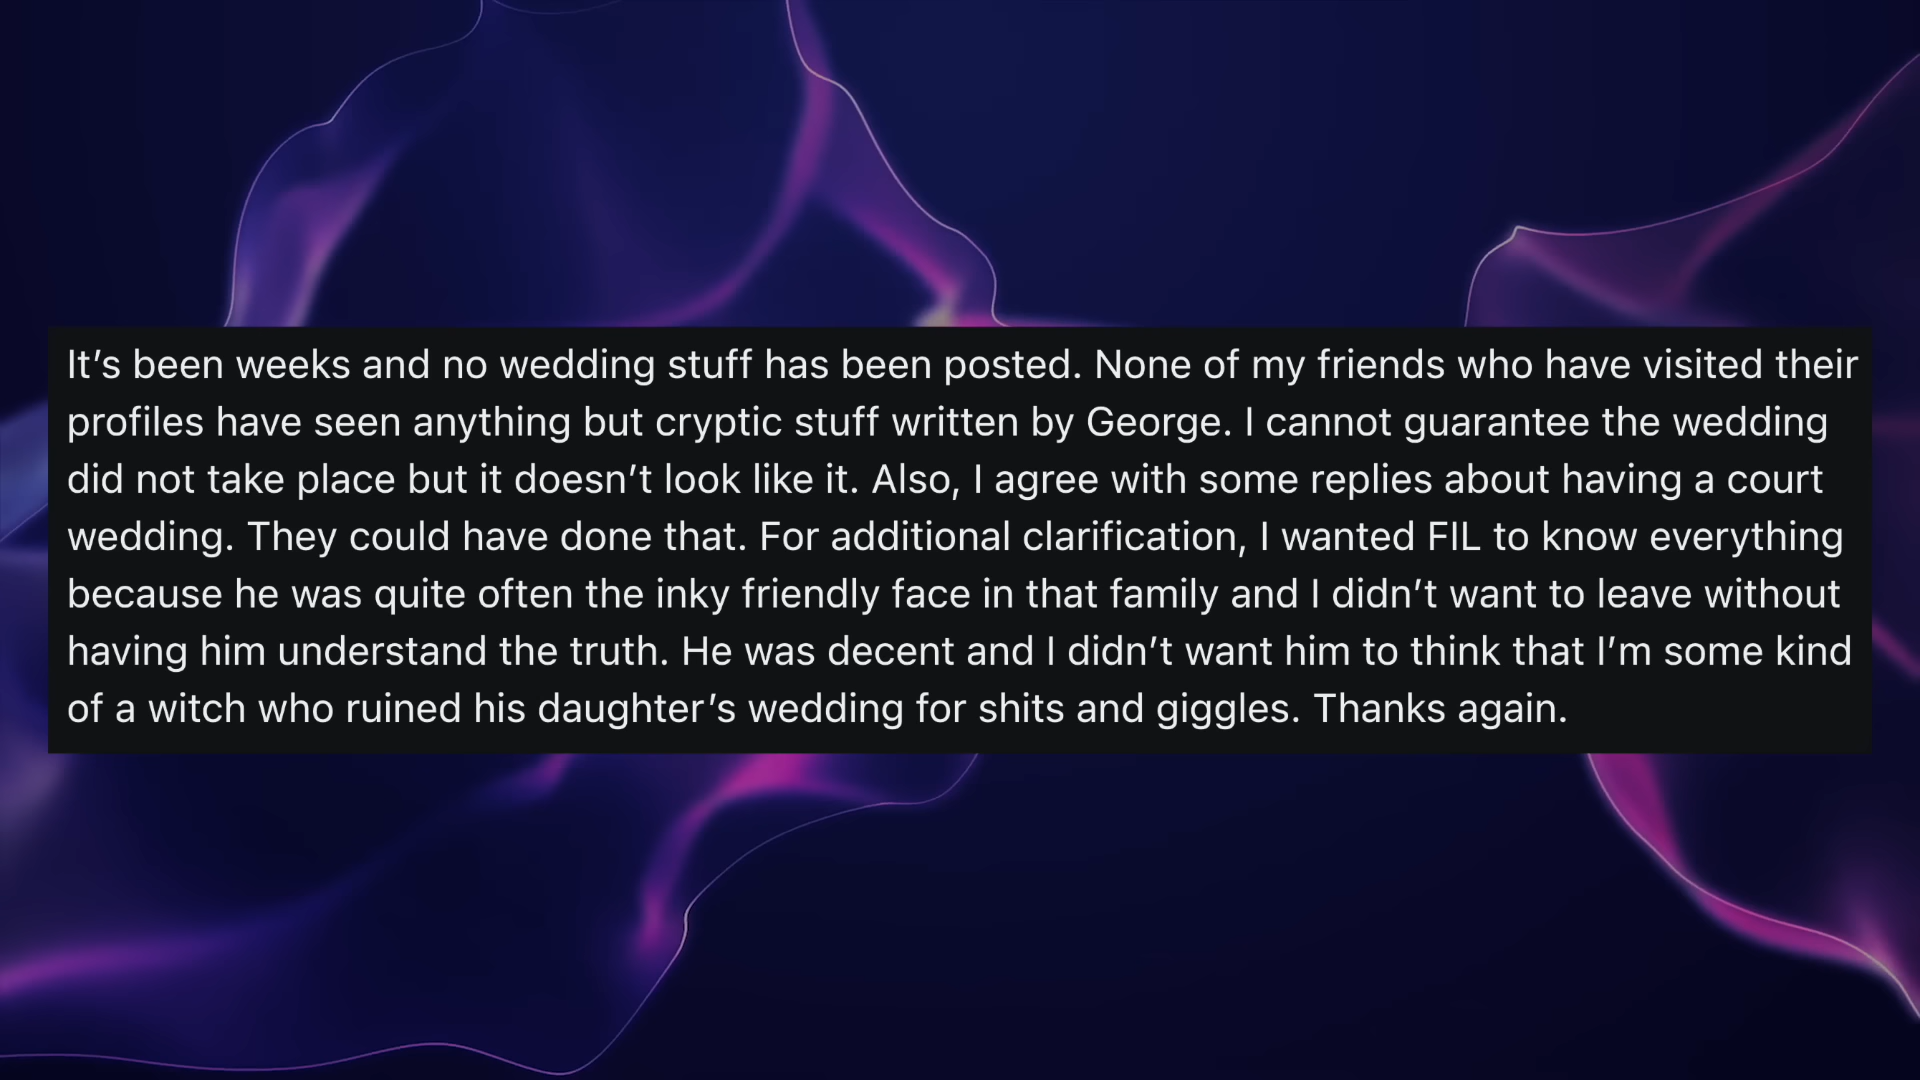 It’s been weeks and no wedding stuff has been posted. None of my friends who have visited their
profiles have seen anything but cryptic stuff written by George. I cannot guarantee the wedding
did not take place but it doesn’t look like it. Also, I agree with some replies about having a court
wedding. They could have done that. For additional clarification, I wanted FIL to know everything
because he was quite often the inky friendly face in that family and I didn’t want to leave without
having him understand the truth. He was decent and I didn’t want him to think that I’m some kind
of a witch who ruined his daughter’s wedding for shits and giggles. Thanks again.